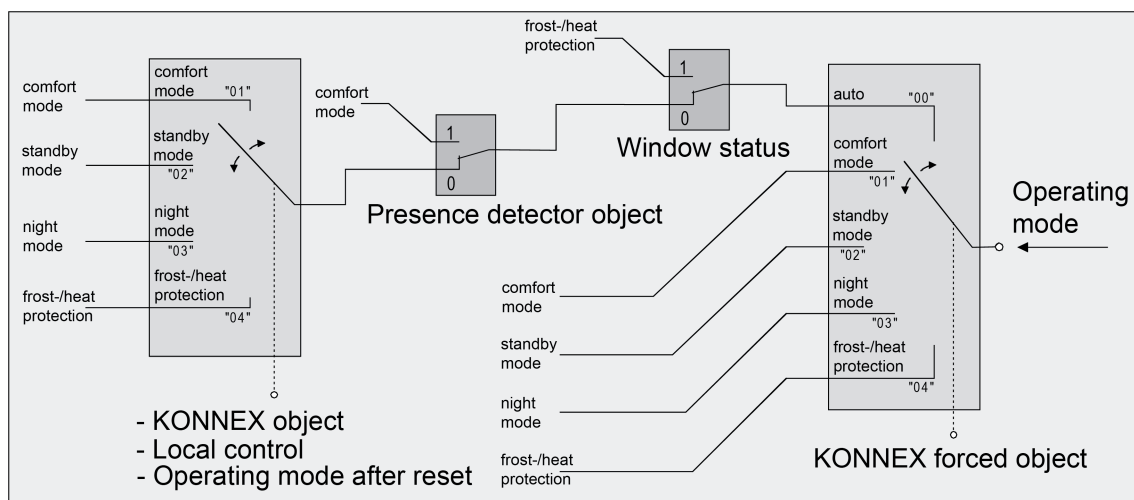 frost-/heat
protection
1
0
Window status
comfort
mode
1
0
Presence detector object
comfort
mode
standby
mode
night
mode
frost-/heat
protection
comfort
mode "01"
standby
mode
"02"
night
mode
"03"
frost-/heat
protection
"04"
- KONNEX object
- Local control
- Operating mode after reset
comfort
mode
standby
mode
night
mode
frost-/heat
protection
auto "00"
comfort
mode
"01"
standby
mode
"02"
night
mode
"03"
frost-/heat
protection
"04"
KONNEX forced object
Operating
mode